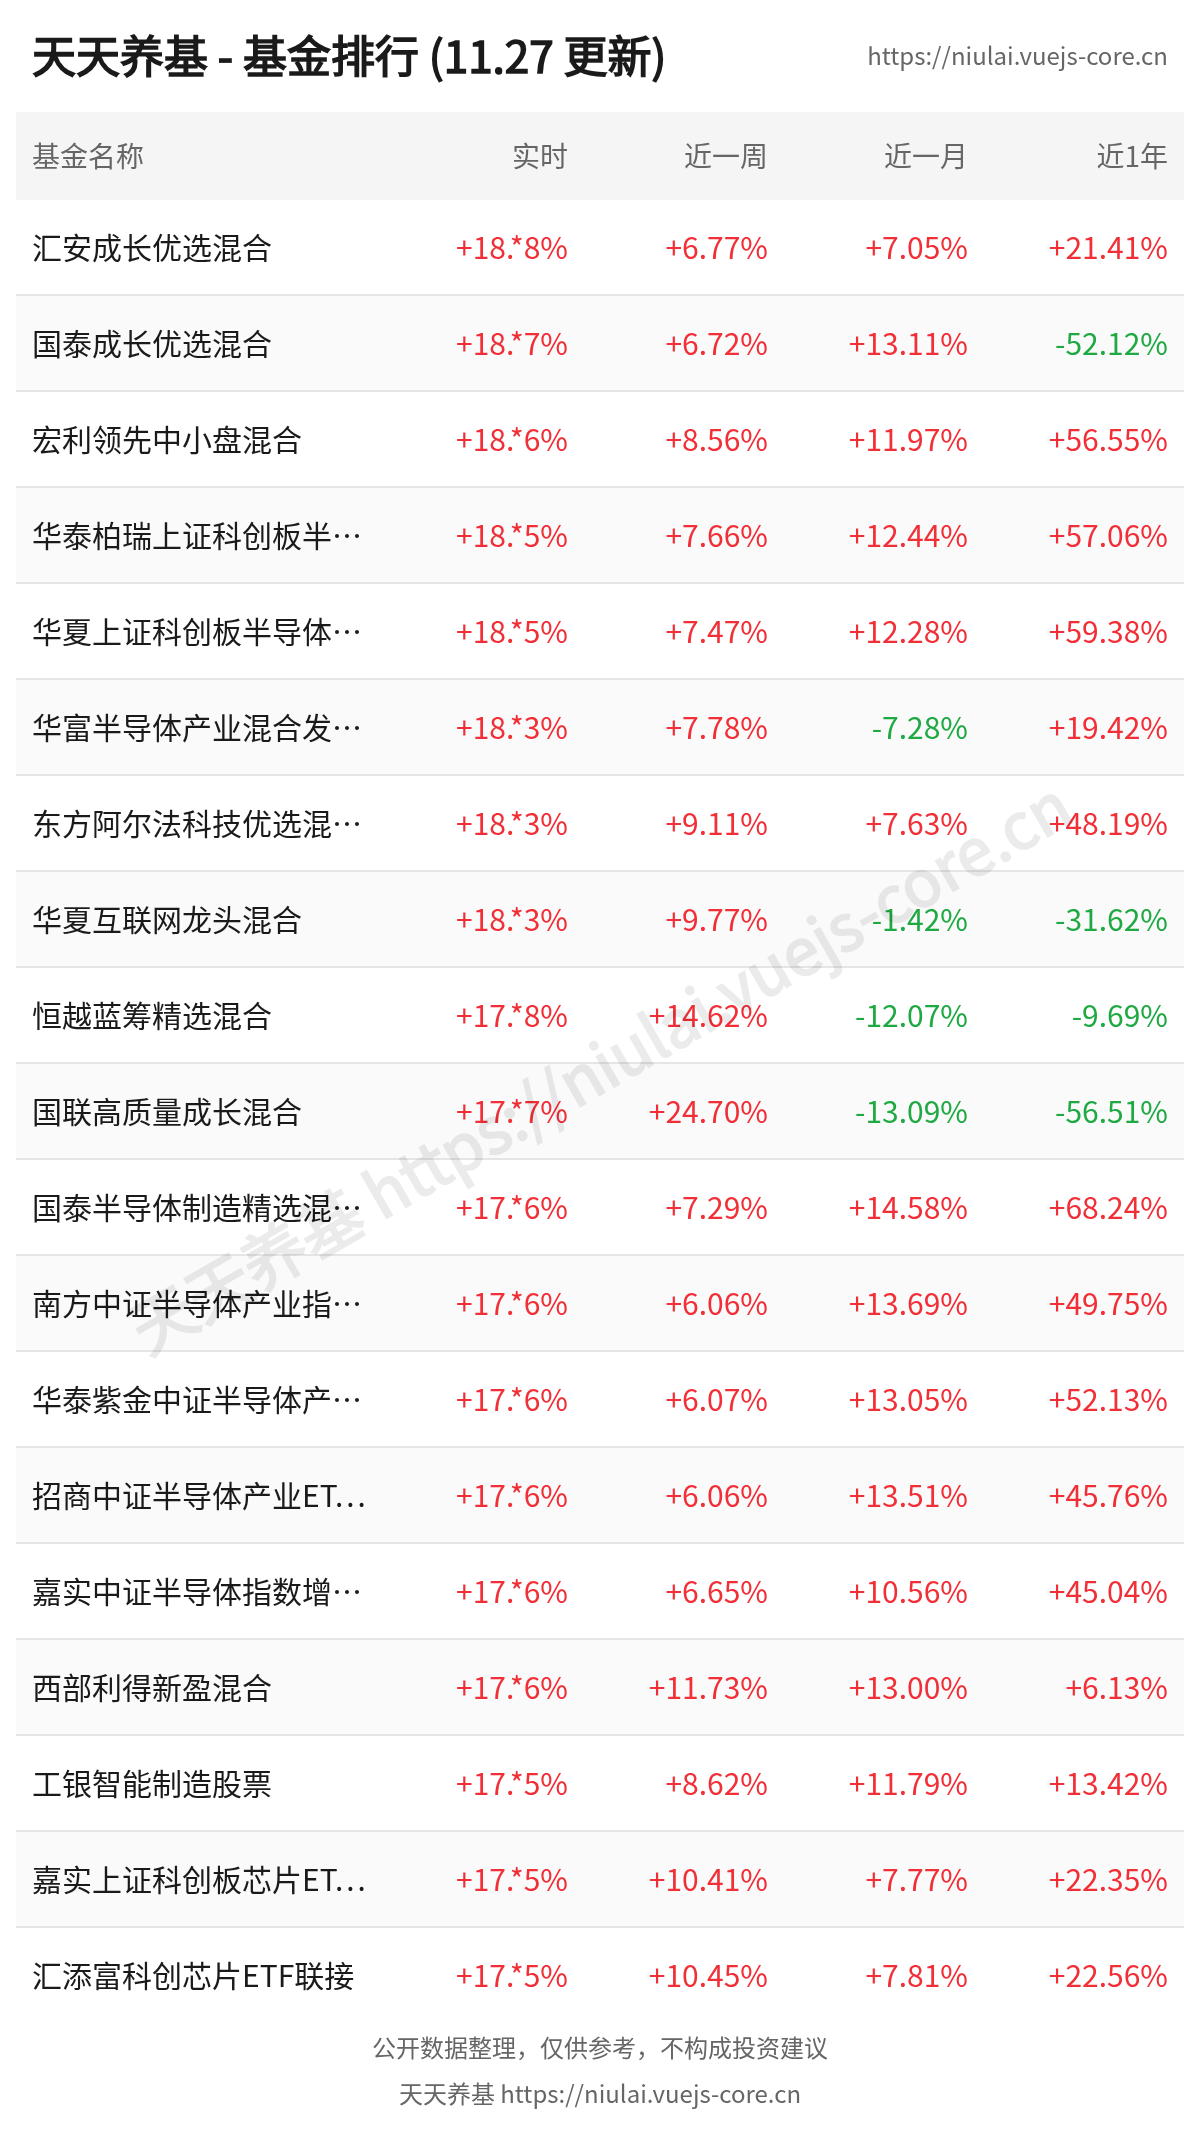 天天养基 - 基金排行 (11.27 更新) https://niulai.vuejs-core.cn
基金名称 实时 近一周 近一月 近1年
汇安成长优选混合 +18.*8% +6.77% +7.05% +21.41%
国泰成长优选混合 +18.*7% +6.72% +13.11% -52.12%
宏利领先中小盘混合 +18.*6% +8.56% +11.97% +56.55%
华泰柏瑞上证科创板半… +18.*5% +7.66% +12.44% +57.06%
华夏上证科创板半导体… +18.*5% +7.47% +12.28% +59.38%
华富半导体产业混合发… +18.*3% +7.78% -7.28% +19.42%
东方阿尔法科技优选混… +18.*3% +9.11% +7.63% +48.19%
华夏互联网龙头混合 +18.*3% +9.77% -1.42% -31.62%
恒越蓝筹精选混合 +17.*8% +14.62% -12.07% -9.69%
国联高质量成长混合 +17.*7% +24.70% -13.09% -56.51%
国泰半导体制造精选混… +17.*6% +7.29% +14.58% +68.24%
南方中证半导体产业指… +17.*6% +6.06% +13.69% +49.75%
华泰紫金中证半导体产… +17.*6% +6.07% +13.05% +52.13%
招商中证半导体产业ET… +17.*6% +6.06% +13.51% +45.76%
嘉实中证半导体指数增… +17.*6% +6.65% +10.56% +45.04%
西部利得新盈混合 +17.*6% +11.73% +13.00% +6.13%
工银智能制造股票 +17.*5% +8.62% +11.79% +13.42%
嘉实上证科创板芯片ET… +17.*5% +10.41% +7.77% +22.35%
汇添富科创芯片ETF联接 +17.*5% +10.45% +7.81% +22.56%
公开数据整理，仅供参考，不构成投资建议
天天养基 https://niulai.vuejs-core.cn
天天养基 https://niulai.vuejs-core.cn